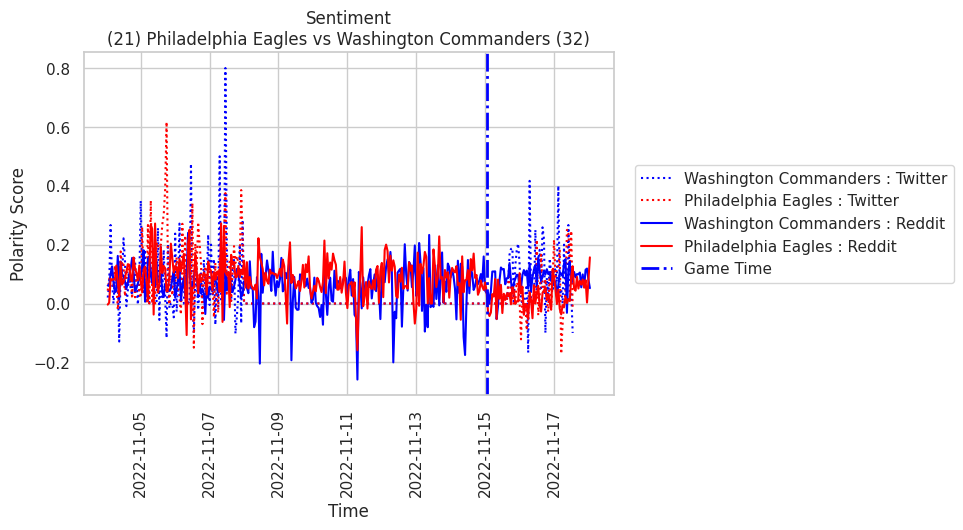 Sentiment
(21) Philadelphia Eagles vs Washington Commanders (32)
Polarity Score
0.8
0.6
0.4
0.2
0.0
−0.2
2022-11-05
2022-11-07
2022-11-09
2022-11-11
2022-11-13
2022-11-15
2022-11-17
Time
Washington Commanders : Twitter
Philadelphia Eagles : Twitter
Washington Commanders : Reddit
Philadelphia Eagles : Reddit
Game Time